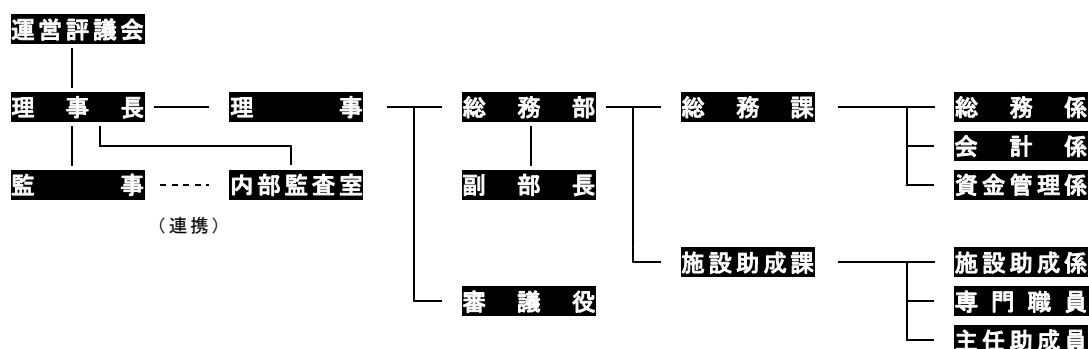 運営評議会
理事長 理事 総務部 総務課 総務係
会計係
監事 内部監査室 副部長 資金管理係
（連携）
施設助成課 施設助成係
審議役 専門職員
主任助成員